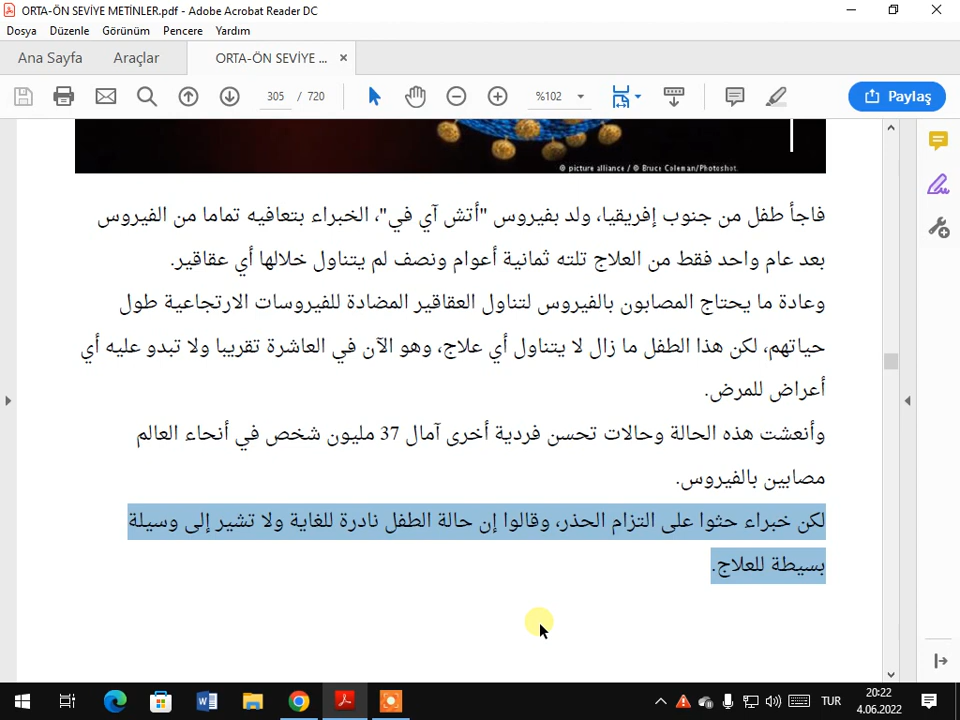 ORTA-ÖN SEVİYE METİNLER.pdf - Adobe Acrobat Reader DC
Dosya Düzenle Görünüm Pencere Yardım
Ana Sayfa Araçlar ORTA-ÖN SEVİYE ... ×
305 / 720 %102 Paylaş
© picture alliance / © Bruce Coleman/Photoshot
فاجأ طفل من جنوب إفريقيا، ولد بفيروس "أتش آي في"، الخبراء بتعافيه تماما من الفيروس
بعد عام واحد فقط من العلاج تلته ثمانية أعوام ونصف لم يتناول خلالها أي عقاقير.
وعادة ما يحتاج المصابون بالفيروس لتناول العقاقير المضادة للفيروسات الارتجاعية طول
حياتهم، لكن هذا الطفل ما زال لا يتناول أي علاج، وهو الآن في العاشرة تقريبا ولا تبدو عليه أي
أعراض للمرض.
وأنعشت هذه الحالة وحالات تحسن فردية أخرى آمال 37 مليون شخص في أنحاء العالم
مصابين بالفيروس.
لكن خبراء حثوا على التزام الحذر، وقالوا إن حالة الطفل نادرة للغاية ولا تشير إلى وسيلة
بسيطة للعلاج.
TUR
20:22
4.06.2022